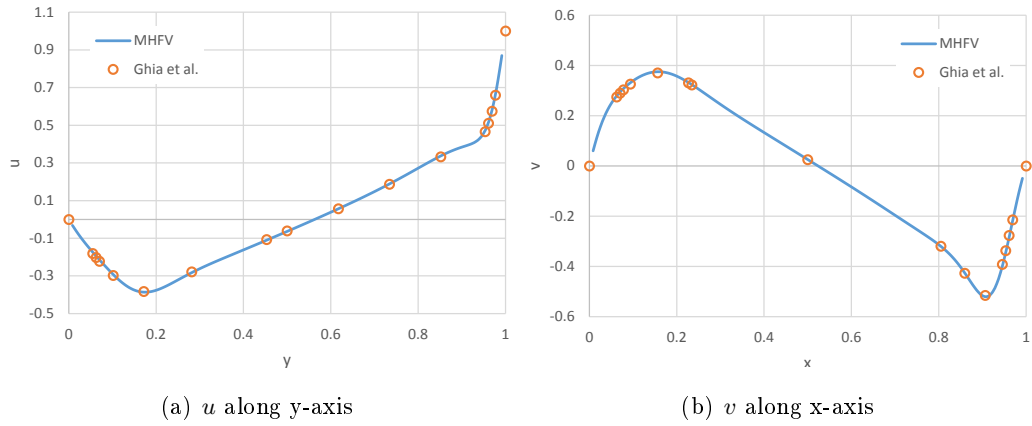 1.1
0.9
0.7
0.5
0.3
0.1
-0.1
-0.3
-0.5
u
MHFV
Ghia et al.
0 0.2 0.4 0.6 0.8 1
y
(a) u along y-axis
0.6
0.4
0.2
0
-0.2
-0.4
-0.6
v
MHFV
Ghia et al.
0 0.2 0.4 0.6 0.8 1
x
(b) v along x-axis